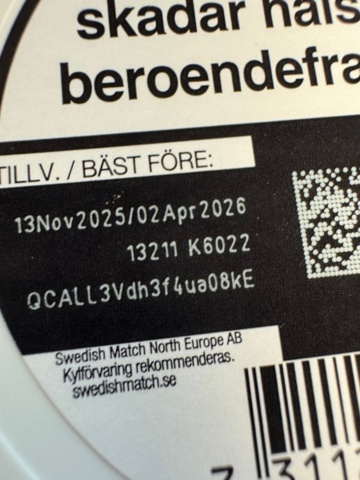 skadar häls
beroendefra
TILLV. / BÄST FÖRE:
13Nov2025/02Apr2026
13211 K6022
QCALL3Vdh3f4ua08kE
Swedish Match North Europe AB
Kylförvaring rekommenderas.
swedishmatch.se